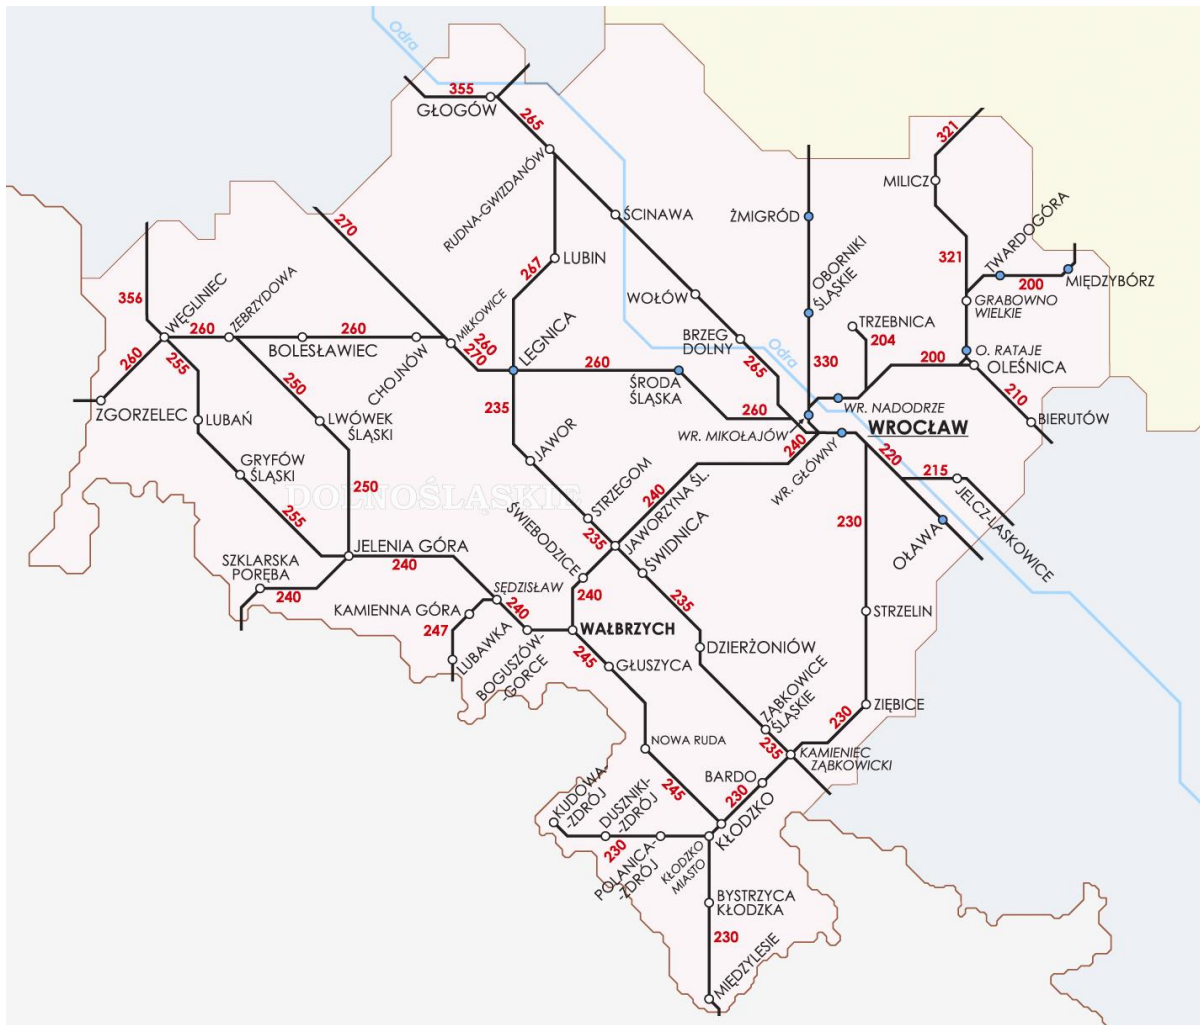 Odra
355
GŁOGÓW
265
321
MILICZ
RUDNA-GWIZDANÓW
ŚCINAWA
ŻMIGRÓD
TWARDOGÓRA
270
LUBIN
267
321
OBORNIKI
ŚLĄSKIE
200
MIĘDZYBÓRZ
356
WĘGLINIEC
ZEBRZYDOWA
WOŁÓW
GRABOWNO
WIELKIE
260
260
BOLESŁAWIEC
CHOJNÓW
MIŁKOWICE
260
270
LEGNICA
BRZEG
DOLNY
Odra
TRZEBNICA
204
330
O. RATAJE
OLEŚNICA
200
260
255
260
ŚRODA
ŚLĄSKA
265
210
ZGORZELEC
250
235
260
WR. NADODRZE
BIERUTÓW
LUBAŃ
LWÓWEK
ŚLĄSKI
WR. MIKOŁAJÓW
WROCŁAW
JAWOR
240
WR. GŁÓWNY
220
GRYFÓW
ŚLĄSKI
250
DOLNOŚLĄSKIE
STRZEGOM
240
JAWORZYNA ŚL.
215
JELCZ-LASKOWICE
255
ŚWIEBODZICE
235
ŚWIDNICA
230
OŁAWA
JELENIA GÓRA
SZKLARSKA
PORĘBA
240
240
SĘDZISŁAW
240
240
235
KAMIENNA GÓRA
247
LUBAWKA
BOGUSZÓW-
-GORCE
WAŁBRZYCH
STRZELIN
245
GŁUSZYCA
DZIERŻONIÓW
ZĄBKOWICE
ŚLĄSKIE
ZIĘBICE
230
NOWA RUDA
235
KAMIENIEC
ZĄBKOWICKI
BARDO
245
230
KUDOWA-
-ZDRÓJ
DUSZNIKI-
-ZDRÓJ
KŁODZKO
230
POLANICA-
-ZDRÓJ
KŁODZKO
MIASTO
BYSTRZYCA
KŁODZKA
230
MIĘDZYLESIE